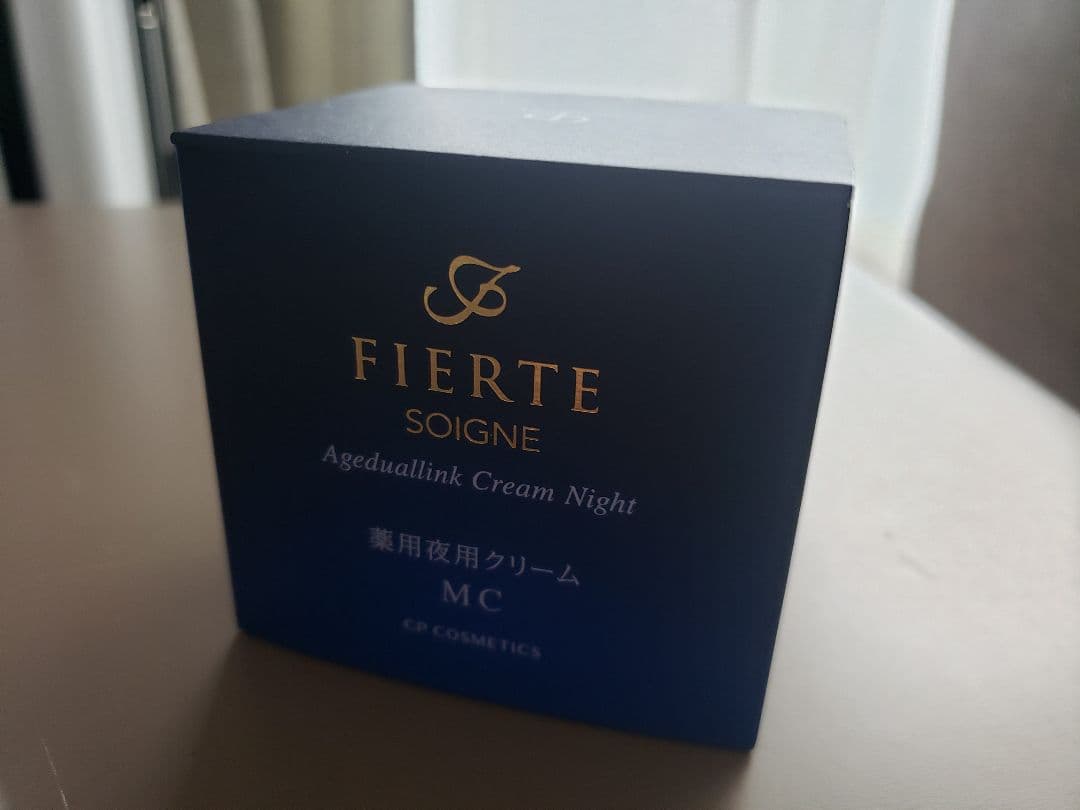 FIERTE
SOIGNE
Ageduallink Cream Night
薬用夜用クリーム
MC
CP COSMETICS